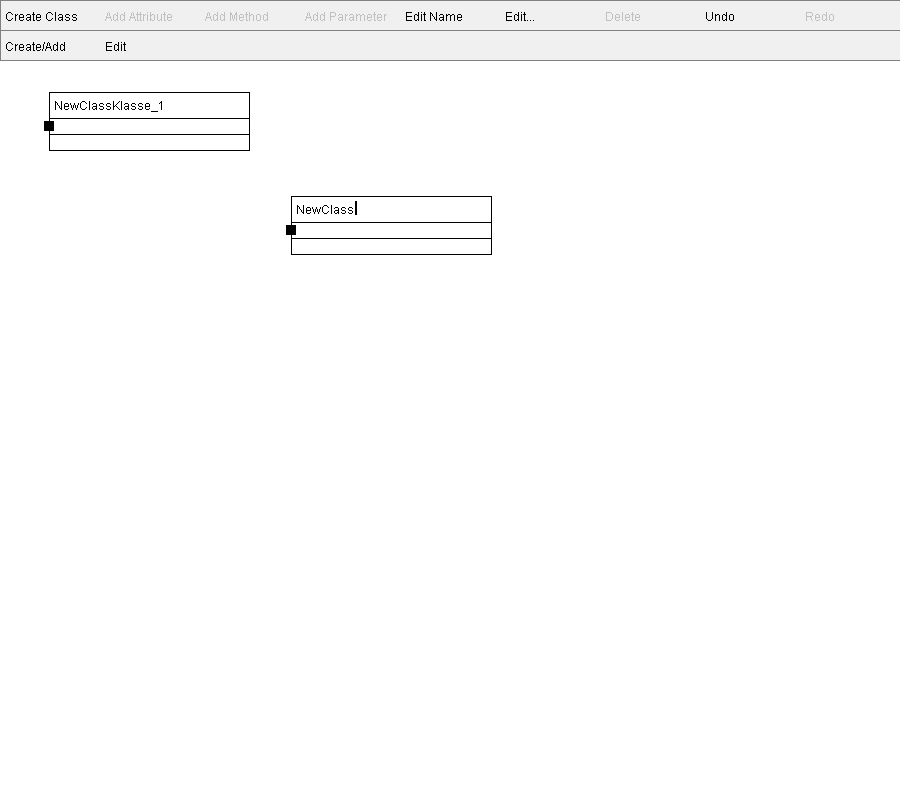 Create Class Add Attribute Add Method Add Parameter Edit Name Edit... Delete Undo Redo
Create/Add Edit
NewClassKlasse_1
NewClass